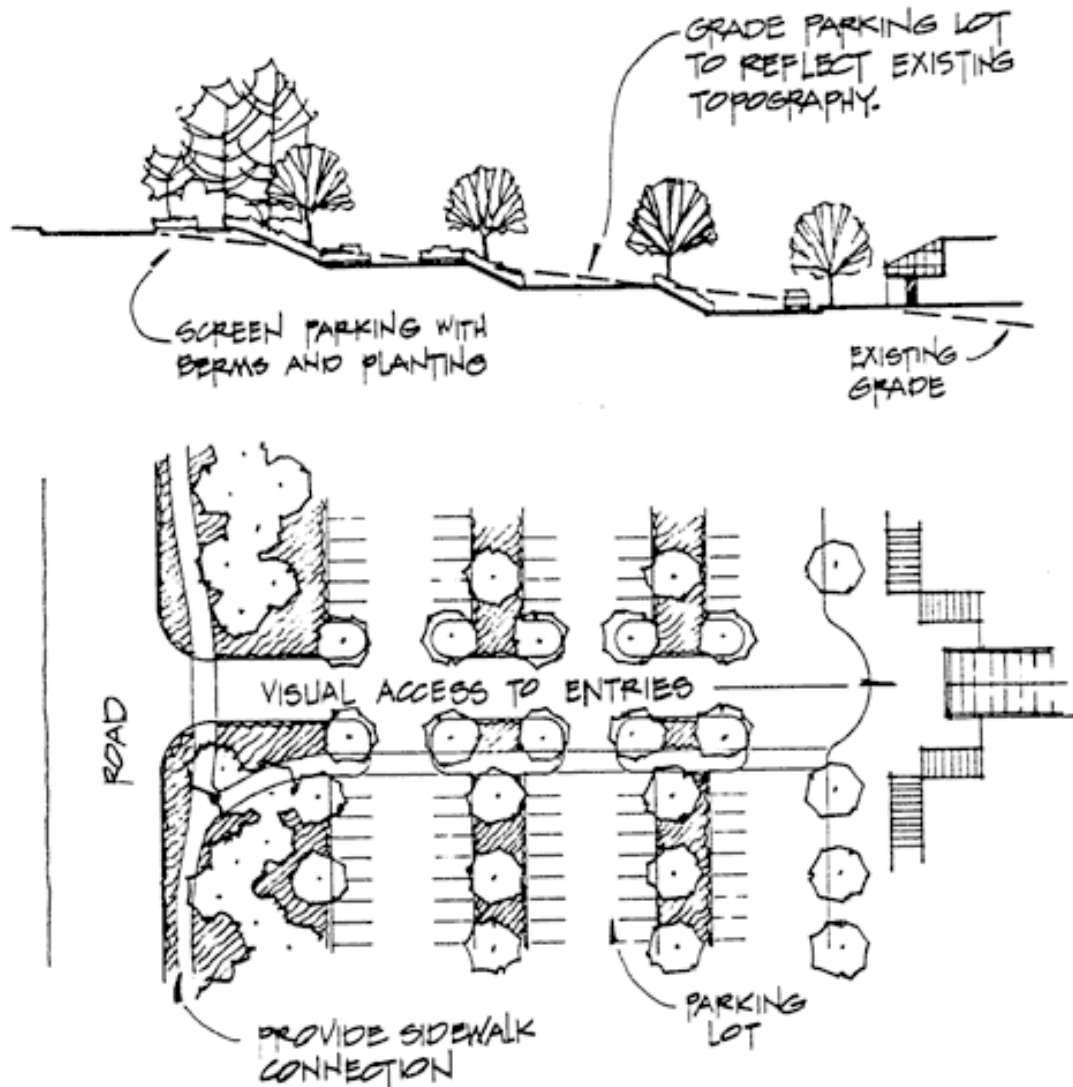 GRADE PARKING LOT
TO REFLECT EXISTING
TOPOGRAPHY.
SCREEN PARKING WITH
BERMS AND PLANTING
EXISTING
GRADE
VISUAL ACCESS TO ENTRIES
ROAD
PARKING
LOT
PROVIDE SIDEWALK
CONNECTION